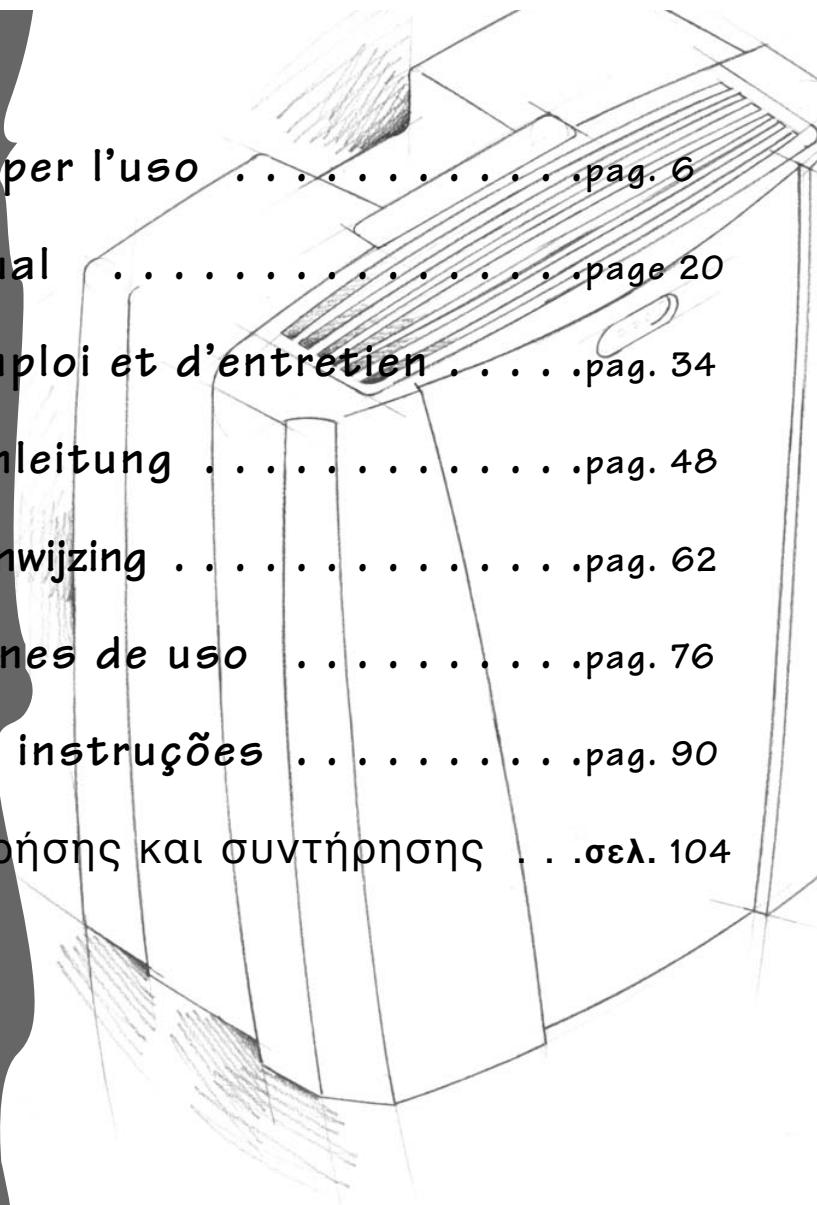 per l'uso . . . . . . . . . . . . .pag. 6
ual . . . . . . . . . . . . . . . . .page 20
ploi et d'entretien . . . . .pag. 34
nleitung . . . . . . . . . . . . . .pag. 48
nwijzing . . . . . . . . . . . . . . .pag. 62
nes de uso . . . . . . . . . .pag. 76
instruções . . . . . . . . . .pag. 90
ρήσης και συντήρησης . . .σελ. 104